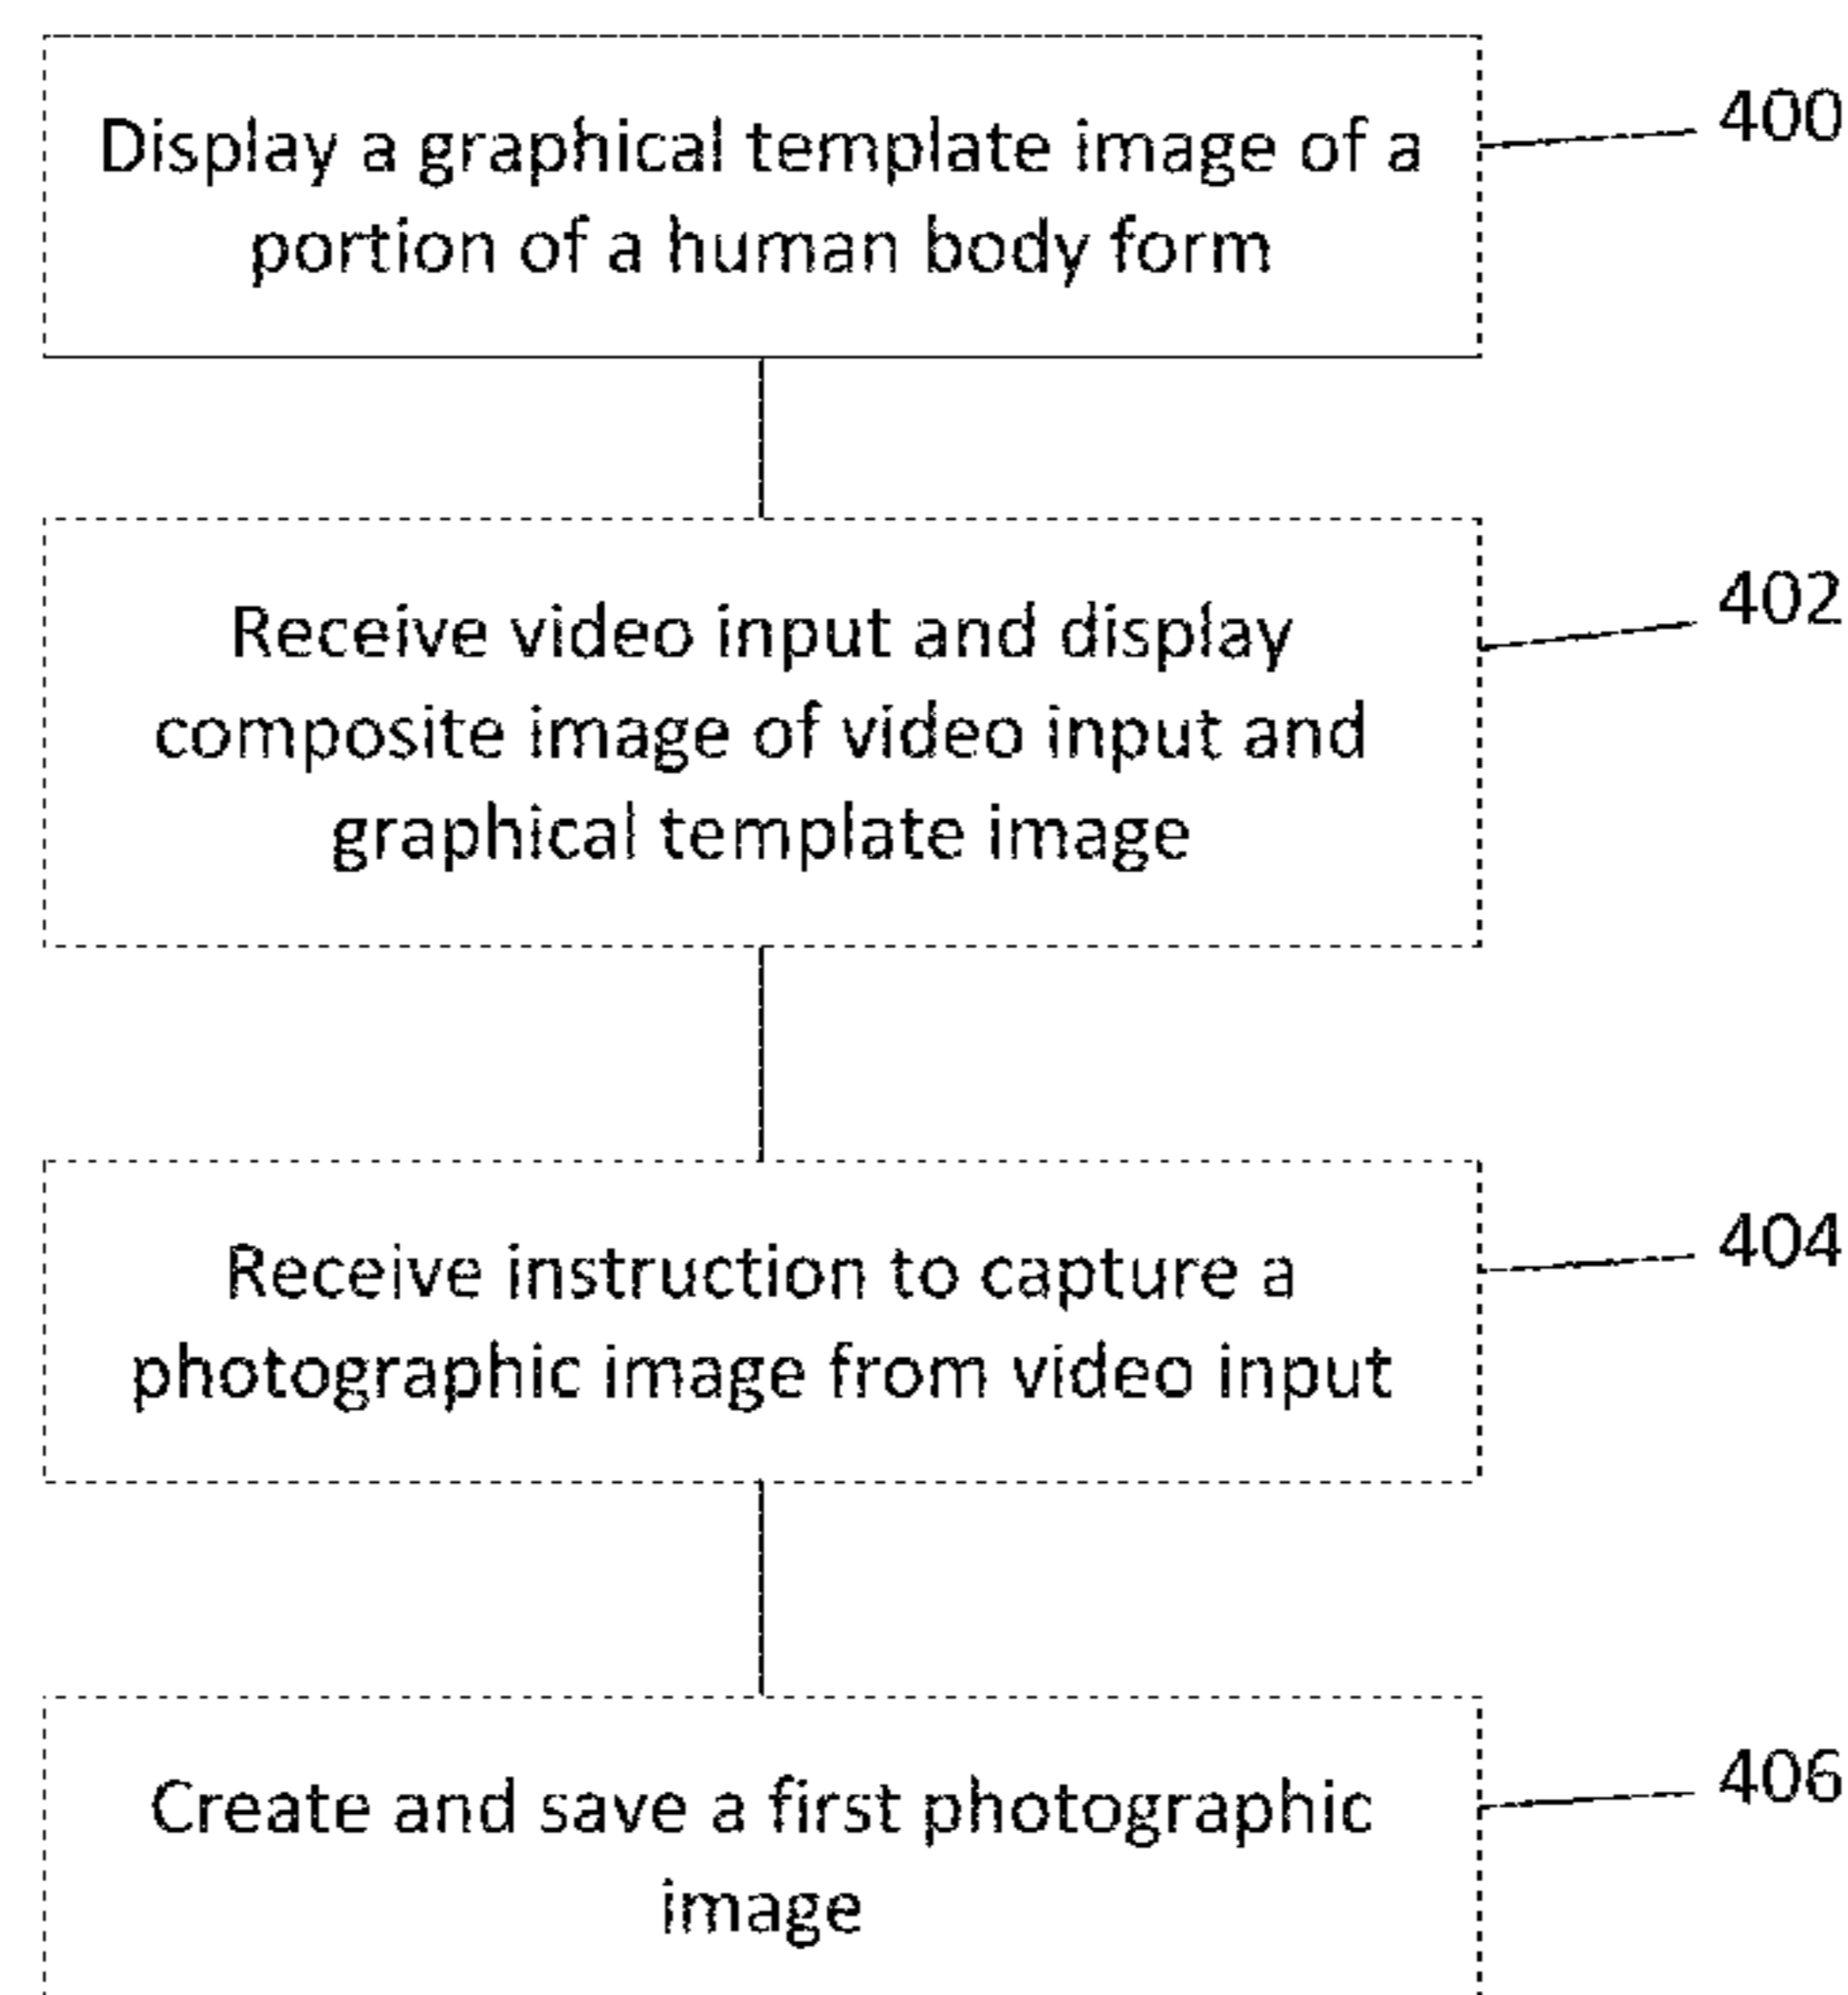 Display a graphical template image of a
portion of a human body form
400
Receive video input and display
composite image of video input and
graphical template image
402
Receive instruction to capture a
photographic image from video input
404
Create and save a first photographic
image
406